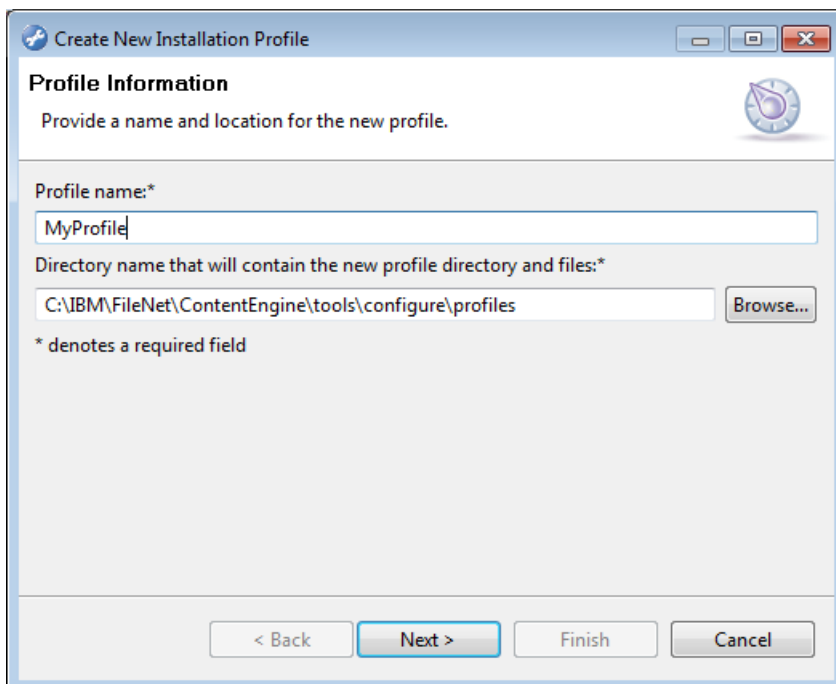 Create New Installation Profile
Profile Information
Provide a name and location for the new profile.
Profile name:*
MyProfile
Directory name that will contain the new profile directory and files:*
C:\IBM\FileNet\ContentEngine\tools\configure\profiles
Browse...
* denotes a required field
< Back Next > Finish Cancel